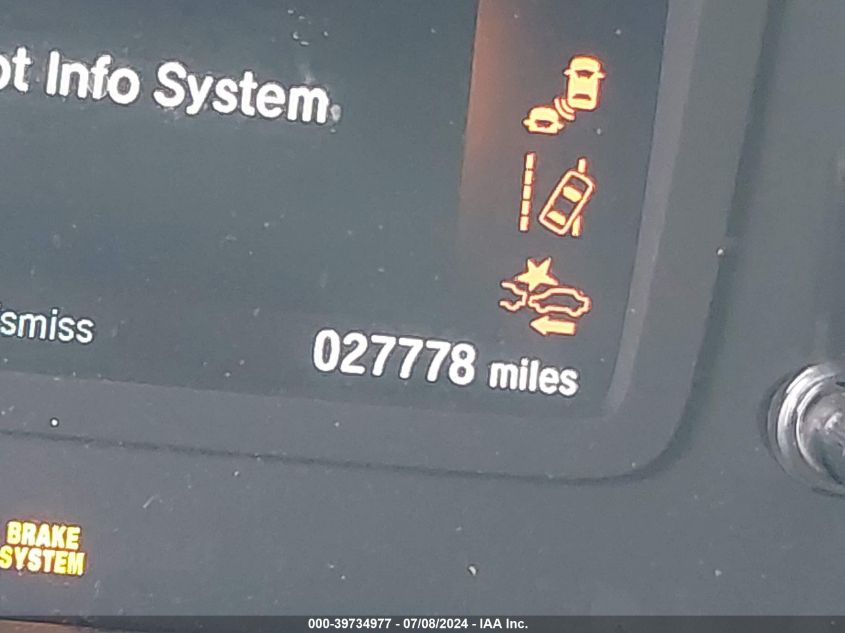 ot Info System
smiss
027778 miles
BRAKE
SYSTEM
000-39734977 - 07/08/2024 - IAA Inc.